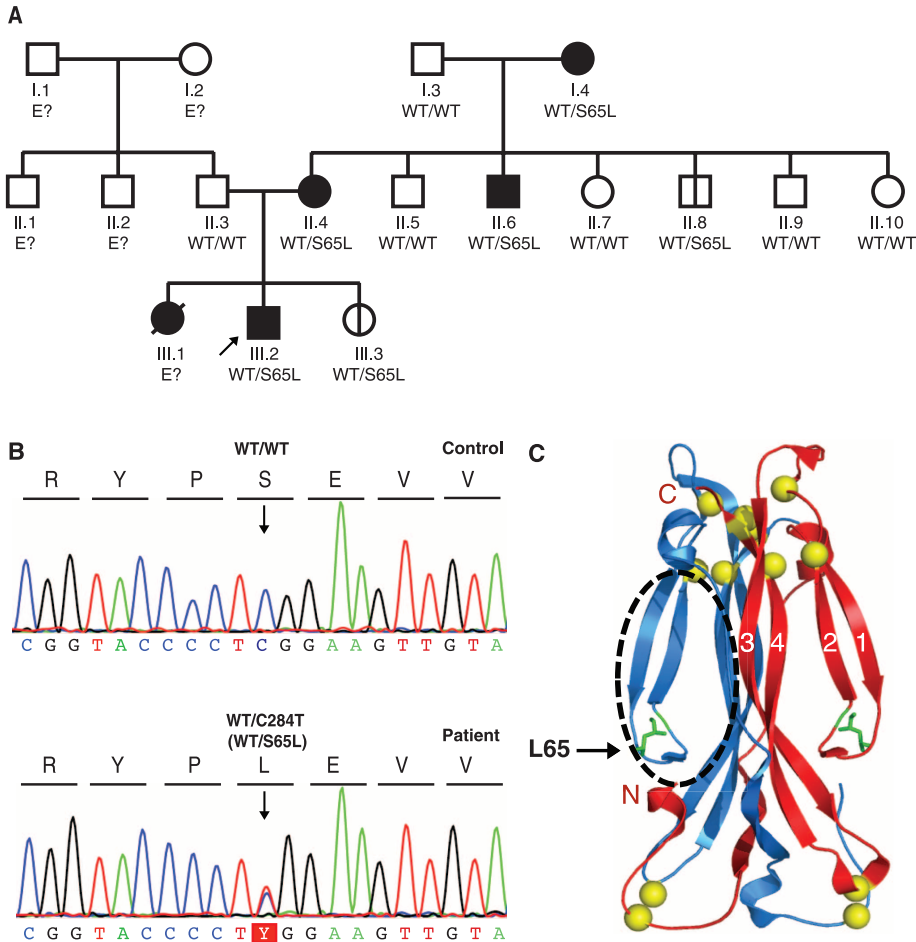 A
I.1
E?
I.2
E?
I.3
WT/WT
I.4
WT/S65L
II.1
E?
II.2
E?
II.3
WT/WT
II.4
WT/S65L
II.5
WT/WT
II.6
WT/S65L
II.7
WT/WT
II.8
WT/S65L
II.9
WT/WT
II.10
WT/WT
III.1
E?
III.2
WT/S65L
III.3
WT/S65L
B
WT/WT
Control
R Y P S E V V
C G G T A C C C C T C G G A A G T T G T A
WT/C284T
(WT/S65L)
Patient
R Y P L E V V
C G G T A C C C C T Y G G A A G T T G T A
C
C
3 4 2 1
L65
N